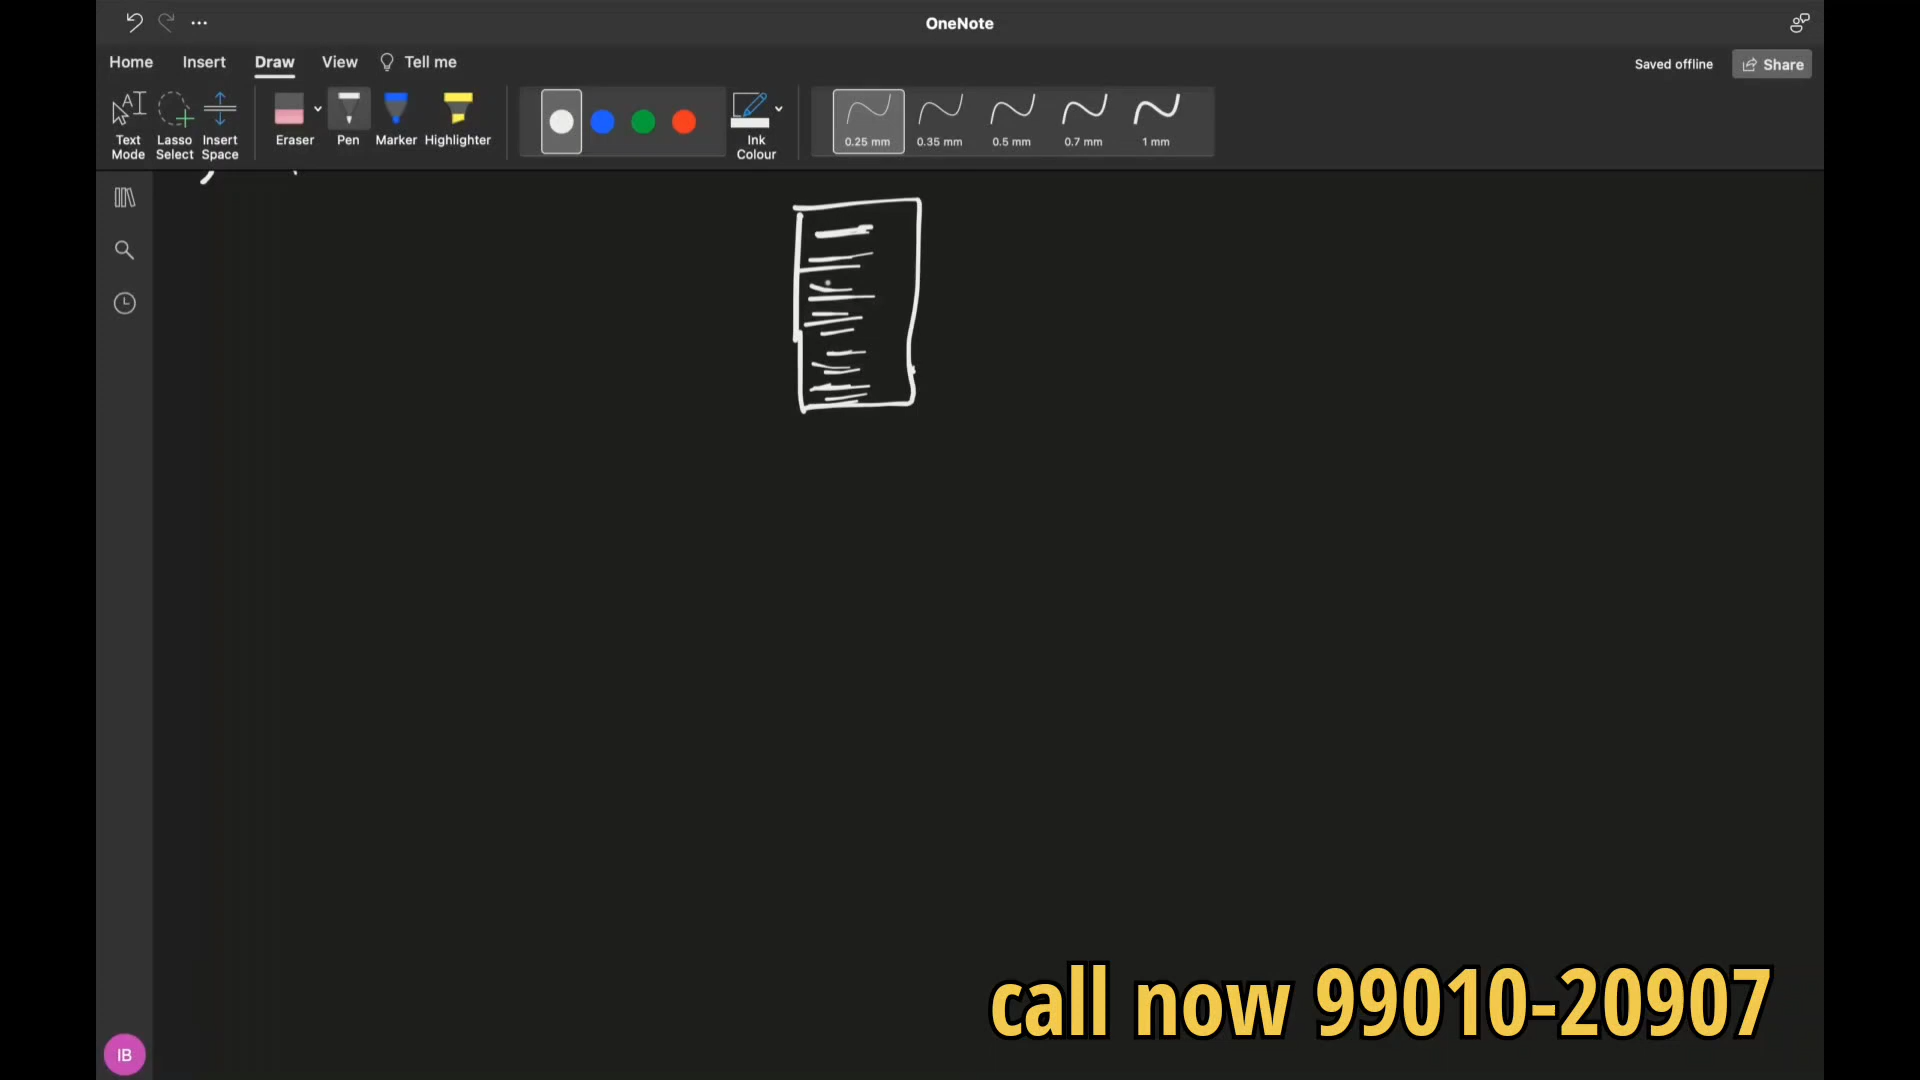 OneNote
Home Insert Draw View Tell me
Saved offline Share
Text Mode
Lasso Select
Insert Space
Eraser
Pen
Marker
Highlighter
Ink Colour
0.25 mm
0.35 mm
0.5 mm
0.7 mm
1 mm
IB
call now 99010-20907